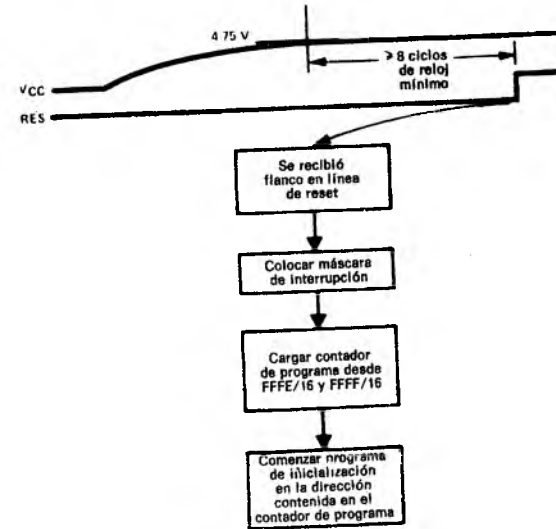 4.75 V
≥ 8 ciclos
de reloj
mínimo
VCC
RES
Se recibió
flanco en línea
de reset
Colocar máscara
de interrupción
Cargar contador
de programa desde
FFFE/16 y FFFF/16
Comenzar programa
de inicialización
en la dirección
contenida en el
contador de programa